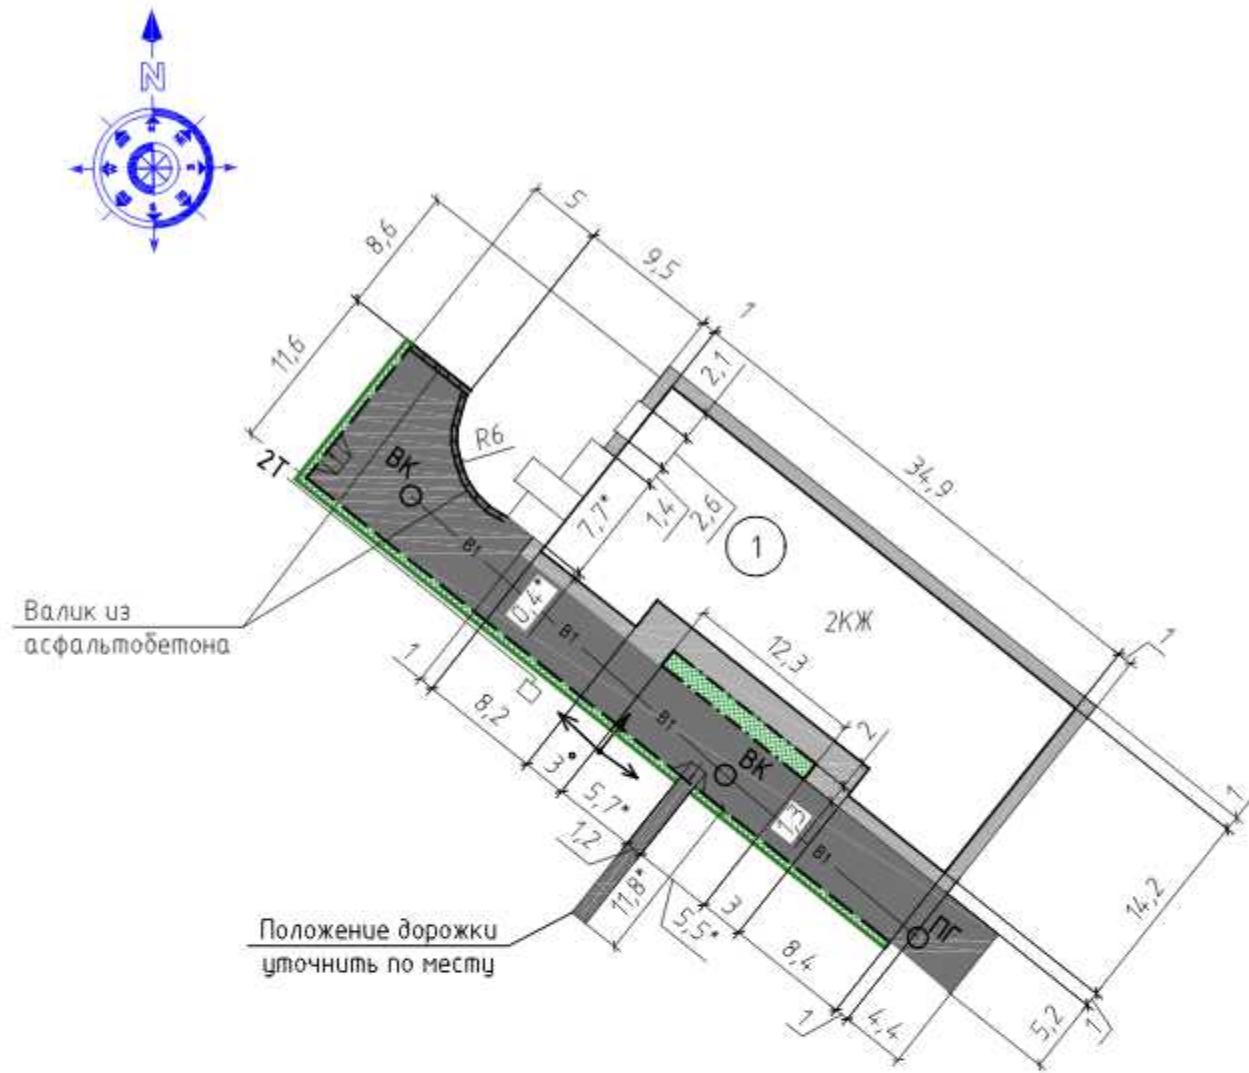 N
5
8,6
9,5
1
11,6
2,1
R6
34,9
2Т
ВК
7,7*
1,4
2,6
1
В1
2КЖ
1
Валик из
асфальтобетона
0,4*
В1
12,3
1
8,2
В1
2
ВК
3*
5,7*
1,3
1
1,2
В1
11,8*
14,2
Положение дорожки
уточнить по месту
5,5*
3
ПГ
8,4
1
4,4
5,2
1